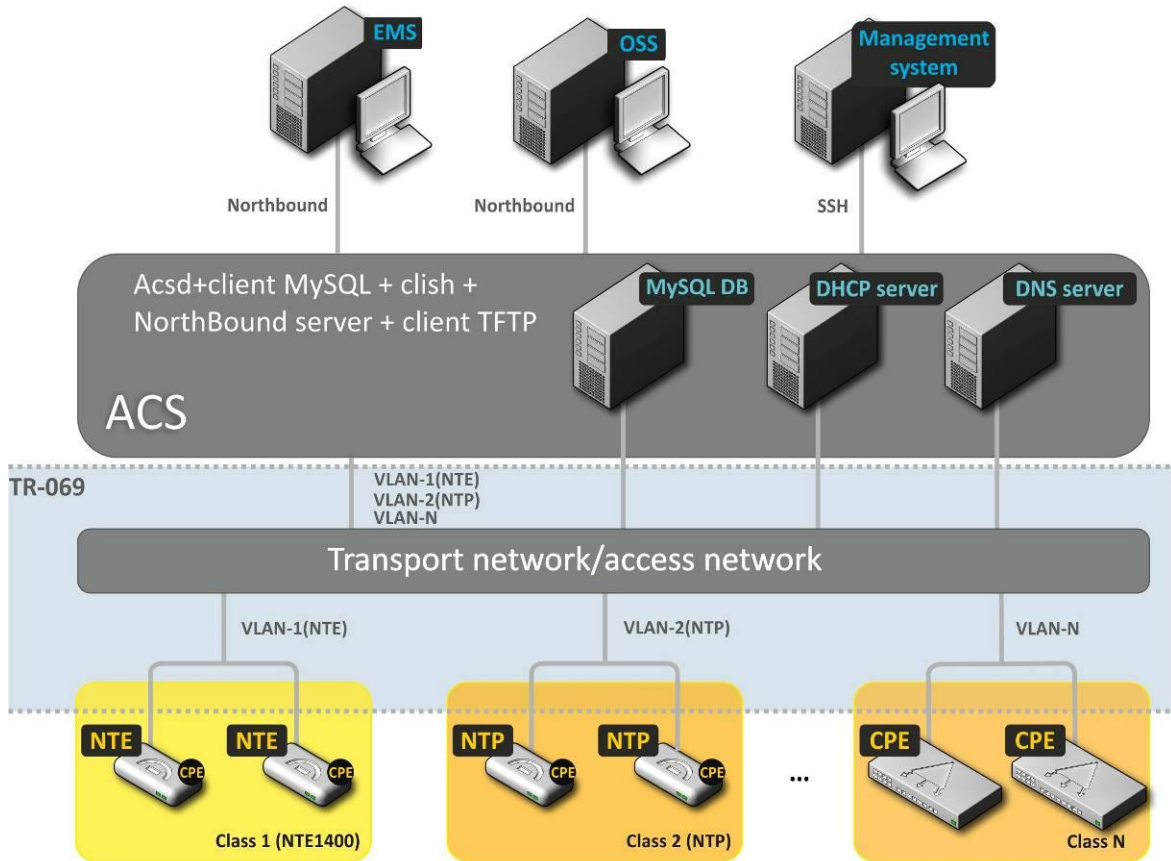 EMS
OSS
Management
system
Northbound
Northbound
SSH
Acsd+client MySQL + clish +
NorthBound server + client TFTP
MySQL DB
DHCP server
DNS server
ACS
TR-069
VLAN-1(NTE)
VLAN-2(NTP)
VLAN-N
Transport network/access network
VLAN-1(NTE)
VLAN-2(NTP)
VLAN-N
NTE
NTE
NTP
NTP
CPE
CPE
CPE
CPE
CPE
CPE
...
Class 1 (NTE1400)
Class 2 (NTP)
Class N